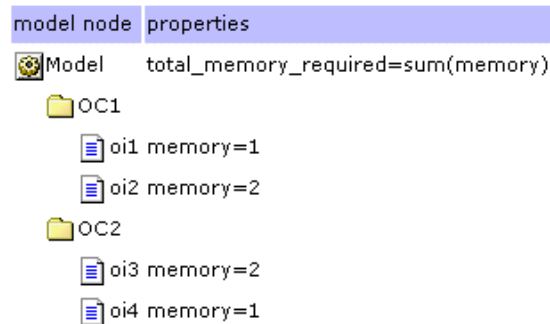 model node properties
Model total_memory_required=sum(memory)
OC1
oi1 memory=1
oi2 memory=2
OC2
oi3 memory=2
oi4 memory=1